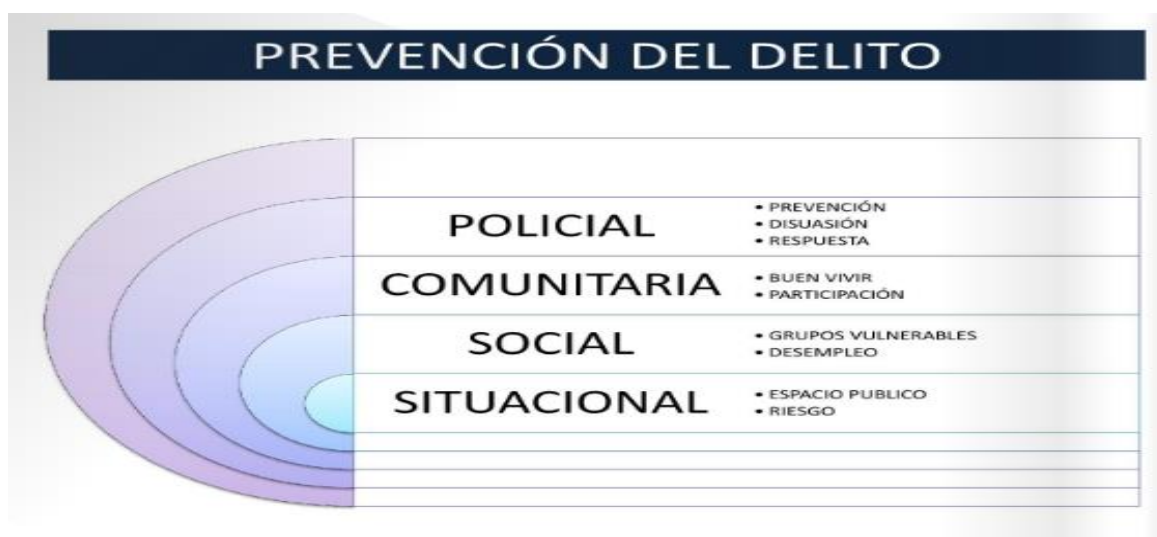 PREVENCIÓN DEL DELITO
POLICIAL
• PREVENCIÓN
• DISUASIÓN
• RESPUESTA
COMUNITARIA
• BUEN VIVIR
• PARTICIPACIÓN
SOCIAL
• GRUPOS VULNERABLES
• DESEMPLEO
SITUACIONAL
• ESPACIO PUBLICO
• RIESGO